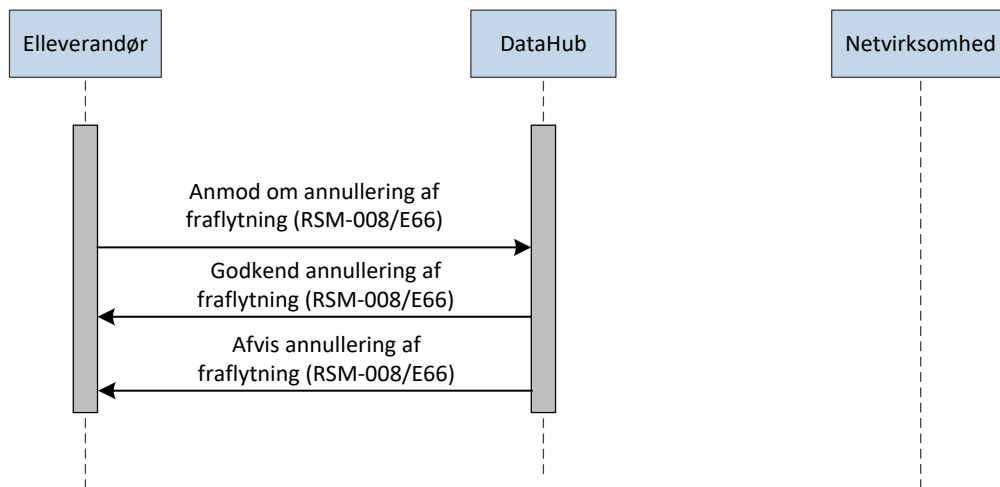 Elleverandør
DataHub
Netvirksomhed
Anmod om annullering af
fraflytning (RSM-008/E66)
Godkend annullering af
fraflytning (RSM-008/E66)
Afvis annullering af
fraflytning (RSM-008/E66)